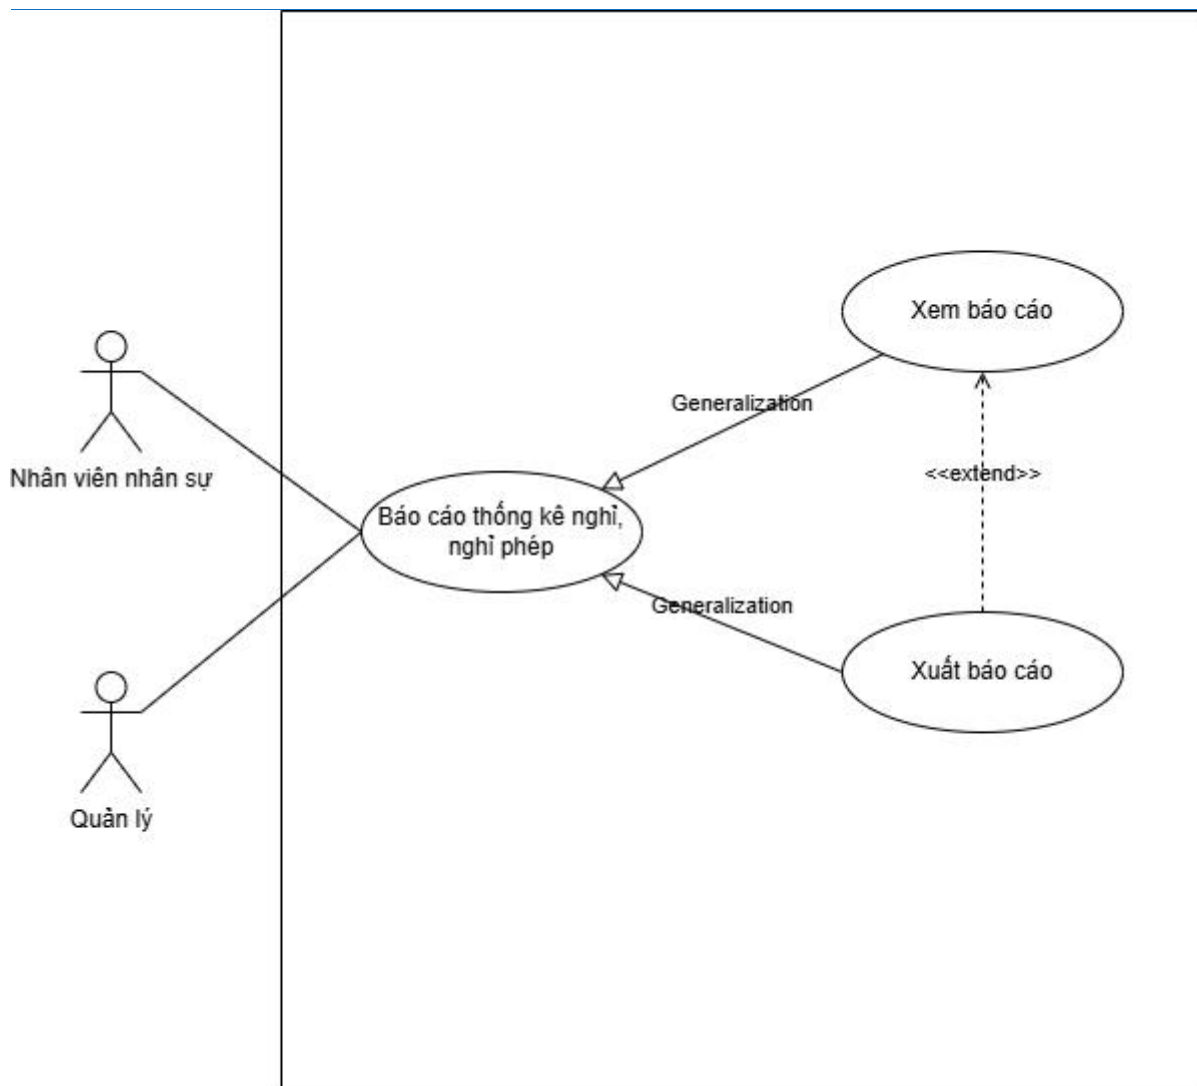 Xem báo cáo
Generalization
Nhân viên nhân sự
<<extend>>
Báo cáo thống kê nghỉ,
nghỉ phép
Generalization
Xuất báo cáo
Quản lý